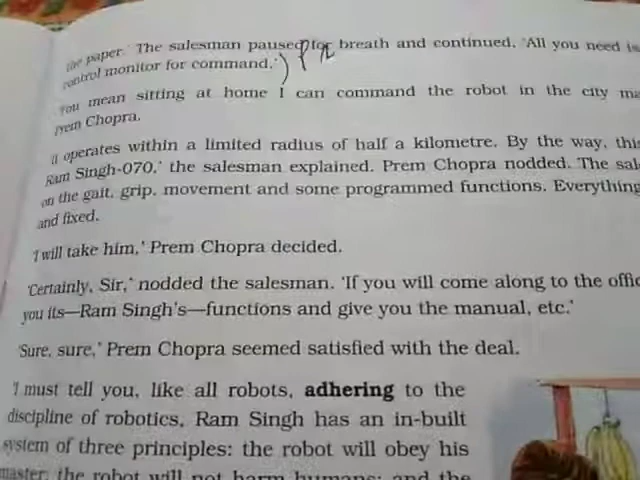 the paper.' The salesman paused for breath and continued, 'All you need is
control monitor for command.'
'You mean sitting at home I can command the robot in the city ma
Prem Chopra.
'It operates within a limited radius of half a kilometre. By the way, this
Ram Singh-070,' the salesman explained. Prem Chopra nodded. 'The sal
on the gait, grip, movement and some programmed functions. Everything
and fixed.
'I will take him,' Prem Chopra decided.
'Certainly, Sir,' nodded the salesman. 'If you will come along to the offic
you its—Ram Singh's—functions and give you the manual, etc.'
'Sure, sure,' Prem Chopra seemed satisfied with the deal.
'I must tell you, like all robots, adhering to the
discipline of robotics, Ram Singh has an in-built
system of three principles: the robot will obey his
master; the robot will not harm humans; and the